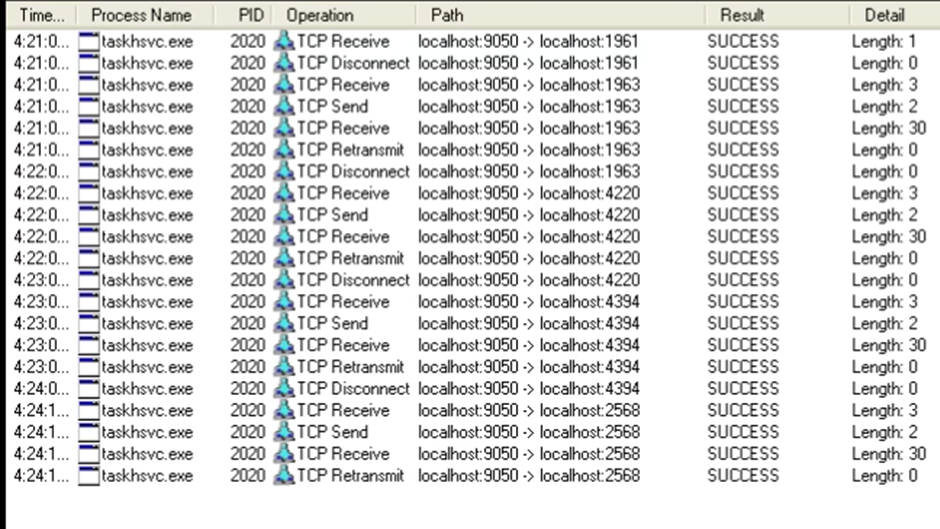 Time... Process Name PID Operation Path Result Detail
4:21:0... taskhsvc.exe 2020 TCP Receive localhost:9050 -> localhost:1961 SUCCESS Length: 1
4:21:0... taskhsvc.exe 2020 TCP Disconnect localhost:9050 -> localhost:1961 SUCCESS Length: 0
4:21:0... taskhsvc.exe 2020 TCP Receive localhost:9050 -> localhost:1963 SUCCESS Length: 3
4:21:0... taskhsvc.exe 2020 TCP Send localhost:9050 -> localhost:1963 SUCCESS Length: 2
4:21:0... taskhsvc.exe 2020 TCP Receive localhost:9050 -> localhost:1963 SUCCESS Length: 30
4:21:0... taskhsvc.exe 2020 TCP Retransmit localhost:9050 -> localhost:1963 SUCCESS Length: 0
4:22:0... taskhsvc.exe 2020 TCP Disconnect localhost:9050 -> localhost:1963 SUCCESS Length: 0
4:22:0... taskhsvc.exe 2020 TCP Receive localhost:9050 -> localhost:4220 SUCCESS Length: 3
4:22:0... taskhsvc.exe 2020 TCP Send localhost:9050 -> localhost:4220 SUCCESS Length: 2
4:22:0... taskhsvc.exe 2020 TCP Receive localhost:9050 -> localhost:4220 SUCCESS Length: 30
4:22:0... taskhsvc.exe 2020 TCP Retransmit localhost:9050 -> localhost:4220 SUCCESS Length: 0
4:23:0... taskhsvc.exe 2020 TCP Disconnect localhost:9050 -> localhost:4220 SUCCESS Length: 0
4:23:0... taskhsvc.exe 2020 TCP Receive localhost:9050 -> localhost:4394 SUCCESS Length: 3
4:23:0... taskhsvc.exe 2020 TCP Send localhost:9050 -> localhost:4394 SUCCESS Length: 2
4:23:0... taskhsvc.exe 2020 TCP Receive localhost:9050 -> localhost:4394 SUCCESS Length: 30
4:23:0... taskhsvc.exe 2020 TCP Retransmit localhost:9050 -> localhost:4394 SUCCESS Length: 0
4:24:0... taskhsvc.exe 2020 TCP Disconnect localhost:9050 -> localhost:4394 SUCCESS Length: 0
4:24:1... taskhsvc.exe 2020 TCP Receive localhost:9050 -> localhost:2568 SUCCESS Length: 3
4:24:1... taskhsvc.exe 2020 TCP Send localhost:9050 -> localhost:2568 SUCCESS Length: 2
4:24:1... taskhsvc.exe 2020 TCP Receive localhost:9050 -> localhost:2568 SUCCESS Length: 30
4:24:1... taskhsvc.exe 2020 TCP Retransmit localhost:9050 -> localhost:2568 SUCCESS Length: 0